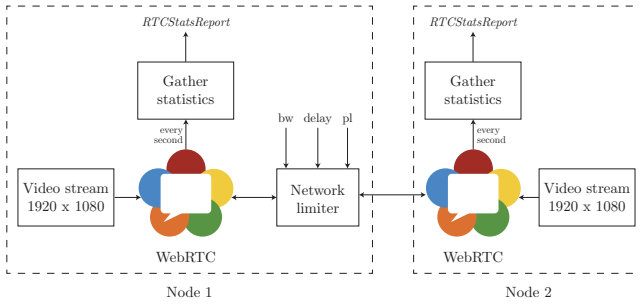 RTCStatsReport
RTCStatsReport
Gather
statistics
Gather
statistics
bw delay pl
every
second
every
second
Video stream
1920 x 1080
Network
limiter
Video stream
1920 x 1080
WebRTC
WebRTC
Node 1
Node 2